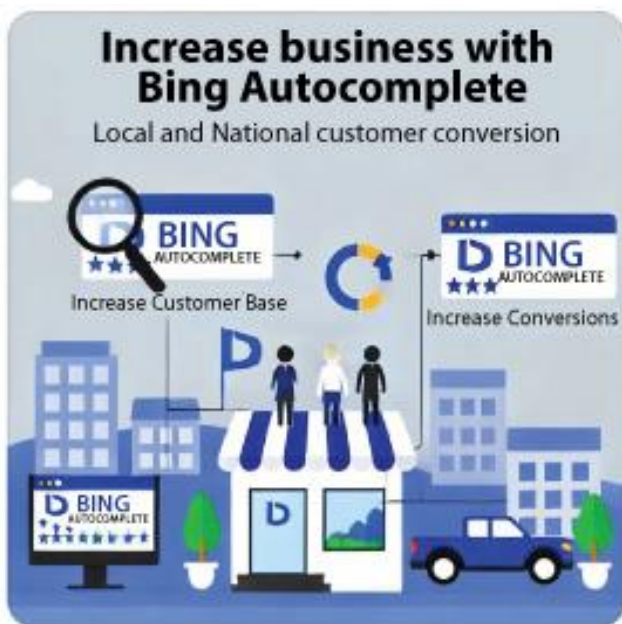 Increase business with
Bing Autocomplete
Local and National customer conversion
BING
AUTOCOMPLETE
Increase Customer Base
BING
AUTOCOMPLETE
Increase Conversions
BING
AUTOCOMPLETE